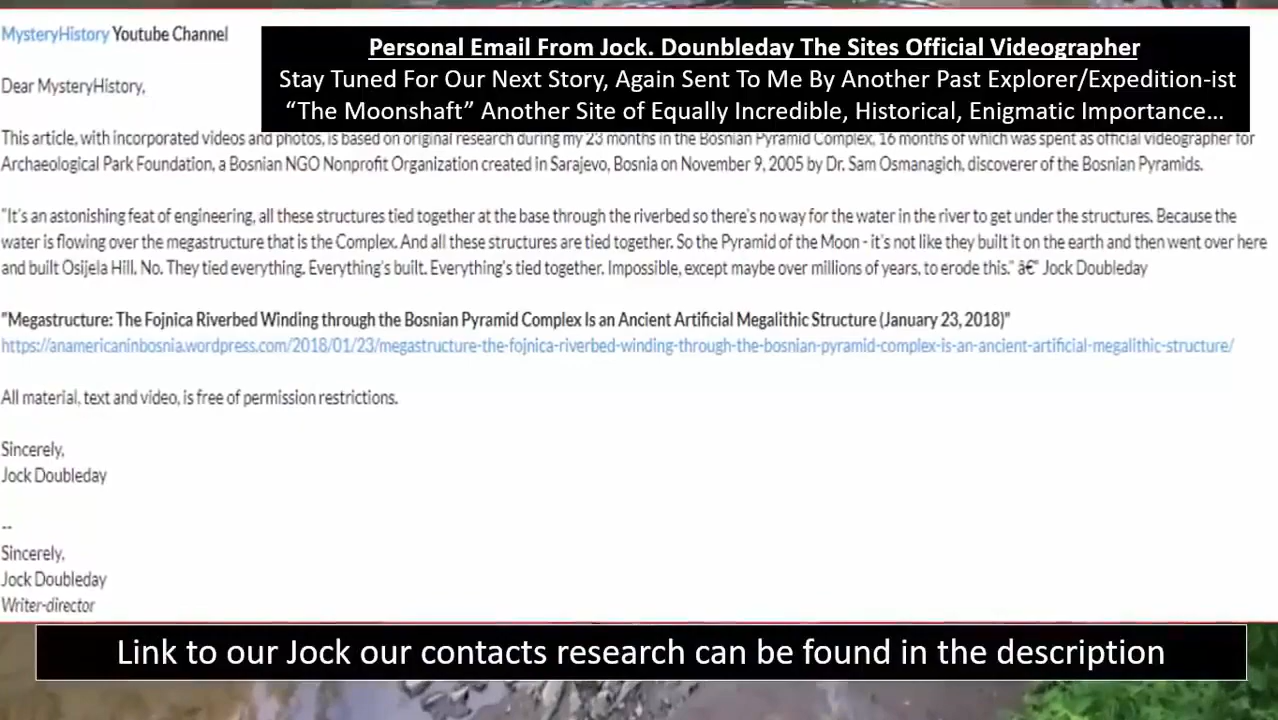 MysteryHistory Youtube Channel
Personal Email From Jock. Dounbleday The Sites Official Videographer
Stay Tuned For Our Next Story, Again Sent To Me By Another Past Explorer/Expedition-ist
“The Moonshaft” Another Site of Equally Incredible, Historical, Enigmatic Importance…
Dear MysteryHistory,
This article, with incorporated videos and photos, is based on original research during my 23 months in the Bosnian Pyramid Complex, 16 months of which was spent as official videographer for
Archaeological Park Foundation, a Bosnian NGO Nonprofit Organization created in Sarajevo, Bosnia on November 9, 2005 by Dr. Sam Osmanagich, discoverer of the Bosnian Pyramids.
"It's an astonishing feat of engineering, all these structures tied together at the base through the riverbed so there's no way for the water in the river to get under the structures. Because the
water is flowing over the megastructure that is the Complex. And all these structures are tied together. So the Pyramid of the Moon - it's not like they built it on the earth and then went over here
and built Osijela Hill. No. They tied everything. Everything's built. Everything's tied together. Impossible, except maybe over millions of years, to erode this." â€" Jock Doubleday
"Megastructure: The Fojnica Riverbed Winding through the Bosnian Pyramid Complex Is an Ancient Artificial Megalithic Structure (January 23, 2018)"
https://anamericaninbosnia.wordpress.com/2018/01/23/megastructure-the-fojnica-riverbed-winding-through-the-bosnian-pyramid-complex-is-an-ancient-artificial-megalithic-structure/
All material, text and video, is free of permission restrictions.
Sincerely,
Jock Doubleday
--
Sincerely,
Jock Doubleday
Writer-director
Link to our Jock our contacts research can be found in the description